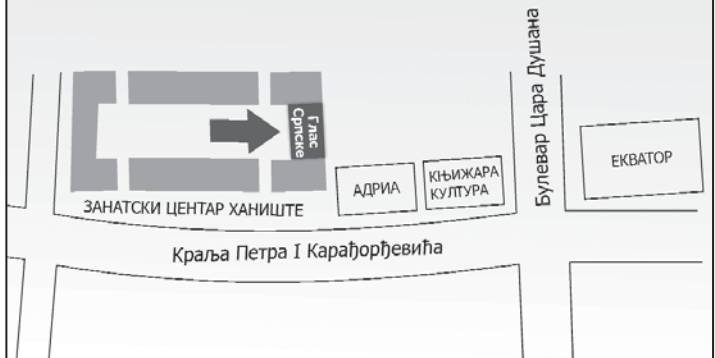 Булевар Цара Душана
Глас
Српске
ЕКВАТОР
КЊИЖАРА
КУЛТУРА
АДРИА
ЗАНАТСКИ ЦЕНТАР ХАНИШТЕ
Краља Петра I Карађорђевића